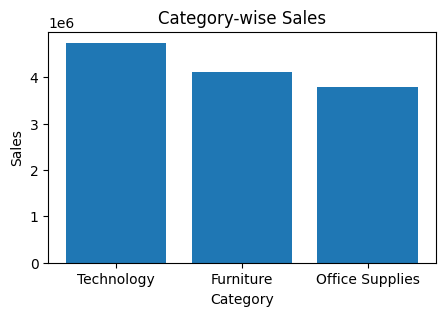 Category-wise Sales
1e6
Sales
4
3
2
1
0
Technology Furniture Office Supplies
Category